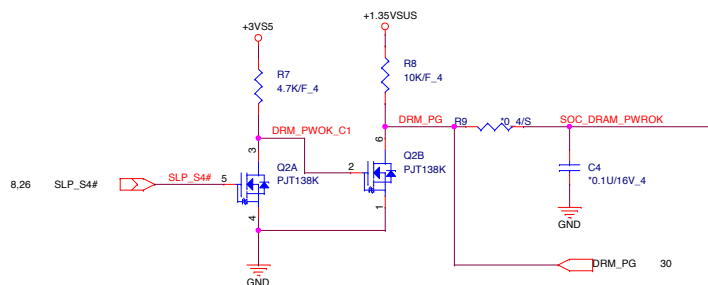 +3VS5
+1.35VSUS
R7
4.7K/F_4
R8
10K/F_4
DRM_PWOK_C1
DRM_PG
R9
*0_4/S
SOC_DRAM_PWROK
3
6
8,26 SLP_S4#
SLP_S4#
5
Q2A
PJT138K
2
Q2B
PJT138K
C4
*0.1U/16V_4
4
1
GND
GND
DRM_PG 30